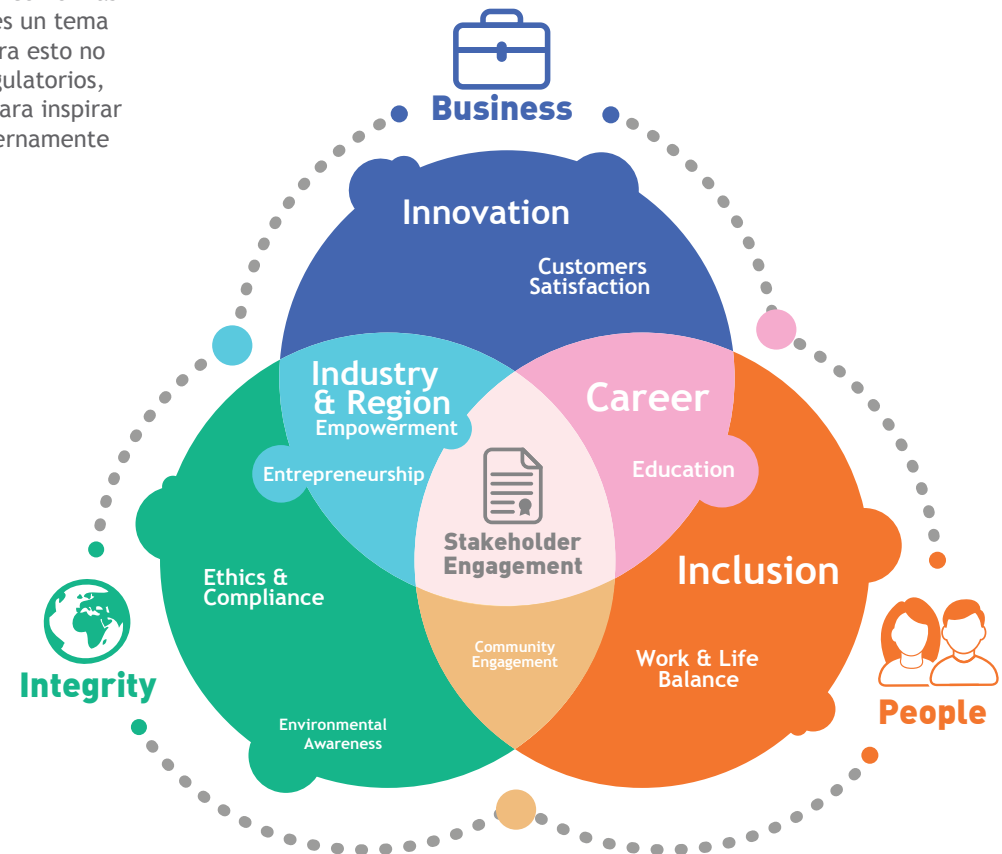 es un tema
ra esto no
gulatorios,
para inspirar
ernamente
Business
Innovation
Customers
Satisfaction
Industry
& Region
Empowerment
Entrepreneurship
Career
Education
Stakeholder
Engagement
Inclusion
Ethics &
Compliance
Community
Engagement
Work & Life
Balance
Integrity
People
Environmental
Awareness